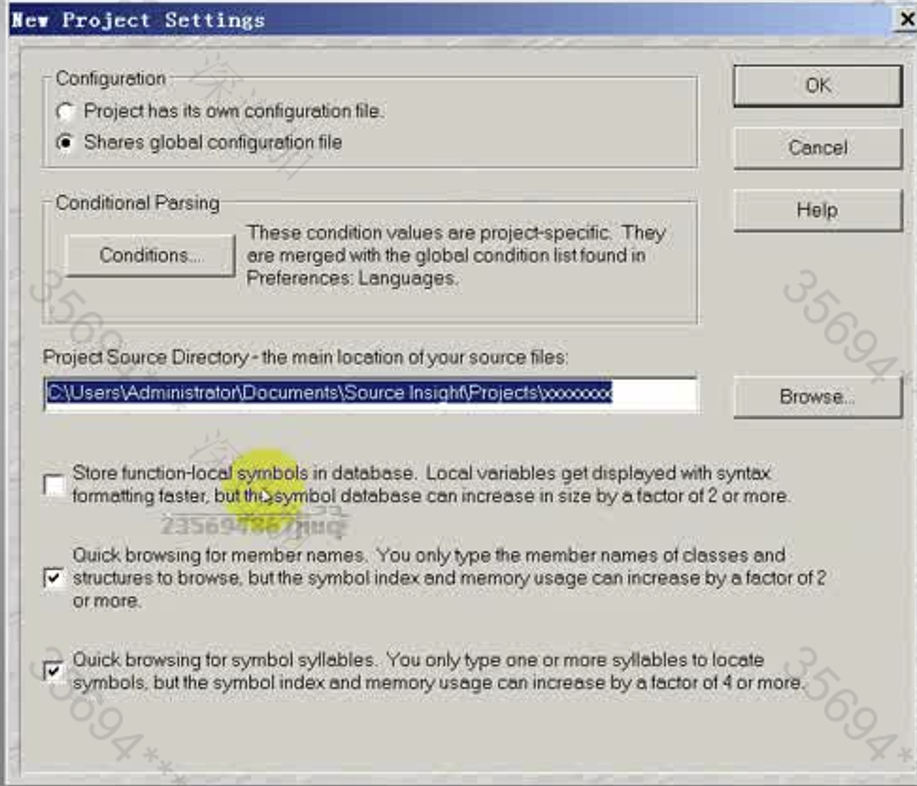 New Project Settings
Configuration
Project has its own configuration file.
Shares global configuration file
OK
Cancel
Help
Conditional Parsing
Conditions...
These condition values are project-specific. They
are merged with the global condition list found in
Preferences: Languages.
Project Source Directory - the main location of your source files:
C:\Users\Administrator\Documents\Source Insight\Projects\xxxxxxxx
Browse...
Store function-local symbols in database. Local variables get displayed with syntax
formatting faster, but the symbol database can increase in size by a factor of 2 or more.
Quick browsing for member names. You only type the member names of classes and
structures to browse, but the symbol index and memory usage can increase by a factor of 2
or more.
Quick browsing for symbol syllables. You only type one or more syllables to locate
symbols, but the symbol index and memory usage can increase by a factor of 4 or more.
35694
35694
35694***
35694*